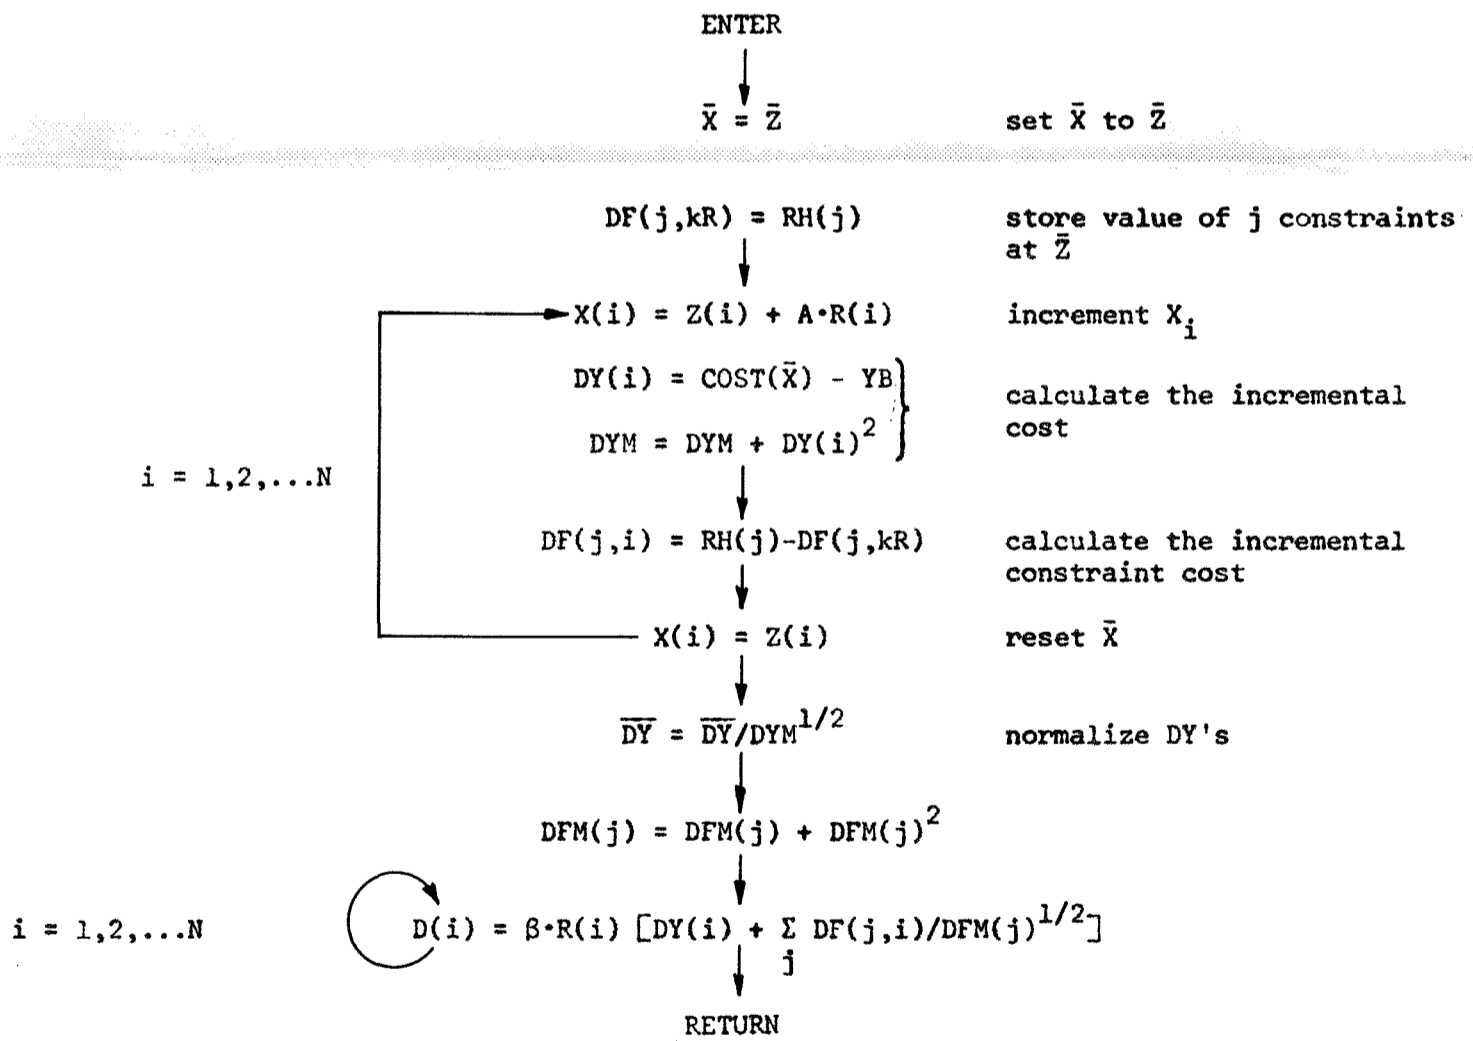 ENTER
X̄ = Z̄ set X̄ to Z̄
DF(j,kR) = RH(j) store value of j constraints
at Z̄
X(i) = Z(i) + A·R(i) increment X_i
DY(i) = COST(X̄) - YB
calculate the incremental
cost
DYM = DYM + DY(i)^2
i = 1,2,...N
DF(j,i) = RH(j)-DF(j,kR) calculate the incremental
constraint cost
X(i) = Z(i) reset X̄
D̅Y̅ = D̅Y̅/DYM^1/2 normalize DY's
DFM(j) = DFM(j) + DFM(j)^2
i = 1,2,...N D(i) = β·R(i) [DY(i) + Σ DF(j,i)/DFM(j)^1/2]
j
RETURN